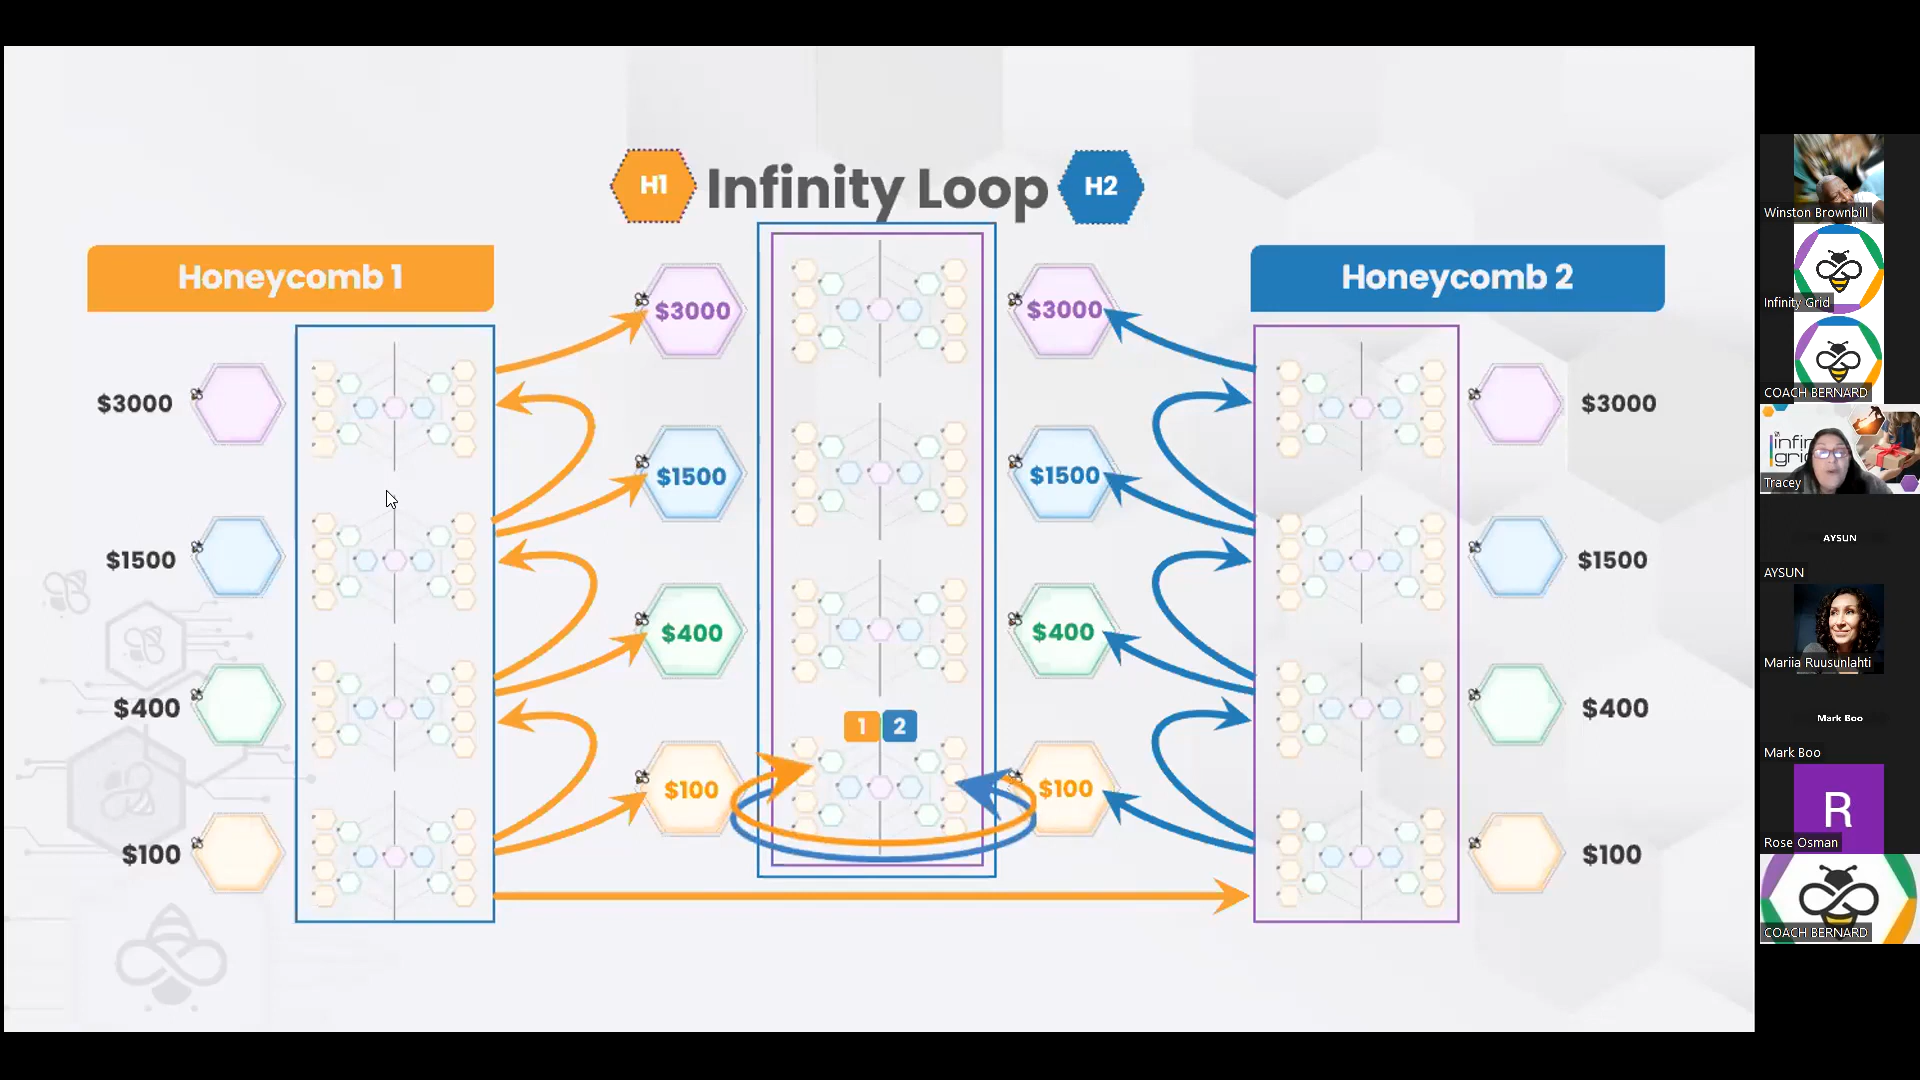 H1
Infinity Loop
H2
Honeycomb 1
Honeycomb 2
$3000
$3000
$3000
$3000
$1500
$1500
$1500
$1500
$400
$400
$400
$400
1
2
$100
$100
$100
$100
Winston Brownbill
Infinity Grid
COACH BERNARD
Tracey
AYSUN
AYSUN
Mariia Ruusunlahti
Mark Boo
Mark Boo
R
Rose Osman
COACH BERNARD